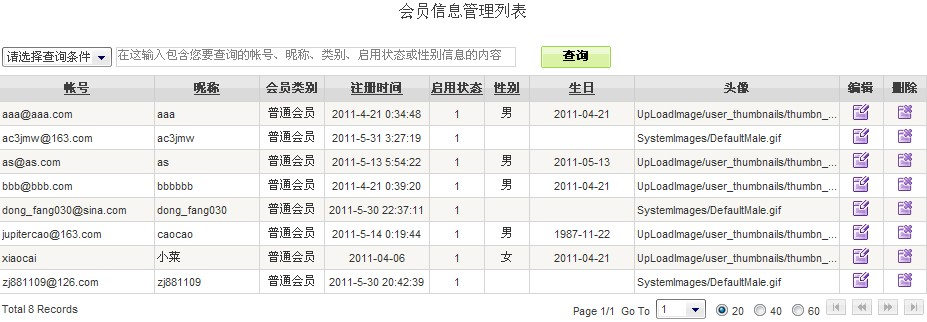 会员信息管理列表
请选择查询条件 在这输入包含您要查询的帐号、昵称、类别、启用状态或性别信息的内容 查询
帐号 昵称 会员类别 注册时间 启用状态 性别 生日 头像 编辑 删除
aaa@aaa.com aaa 普通会员 2011-4-21 0:34:48 1 男 2011-04-21 UpLoadImage/user_thumbnails/thumbn_...
ac3jmw@163.com ac3jmw 普通会员 2011-5-31 3:27:19 1 SystemImages/DefaultMale.gif
as@as.com as 普通会员 2011-5-13 5:54:22 1 男 2011-05-13 UpLoadImage/user_thumbnails/thumbn_...
bbb@bbb.com bbbbbb 普通会员 2011-4-21 0:39:20 1 男 2011-04-21 UpLoadImage/user_thumbnails/thumbn_...
dong_fang030@sina.com dong_fang030 普通会员 2011-5-30 22:37:11 1 SystemImages/DefaultMale.gif
jupitercao@163.com caocao 普通会员 2011-5-14 0:19:44 1 男 1987-11-22 UpLoadImage/user_thumbnails/thumbn_...
xiaocai 小菜 普通会员 2011-04-06 1 女 2011-04-21 UpLoadImage/user_thumbnails/thumbn_...
zj881109@126.com zj881109 普通会员 2011-5-30 20:42:39 1 SystemImages/DefaultMale.gif
Total 8 Records Page 1/1 Go To 1 20 40 60